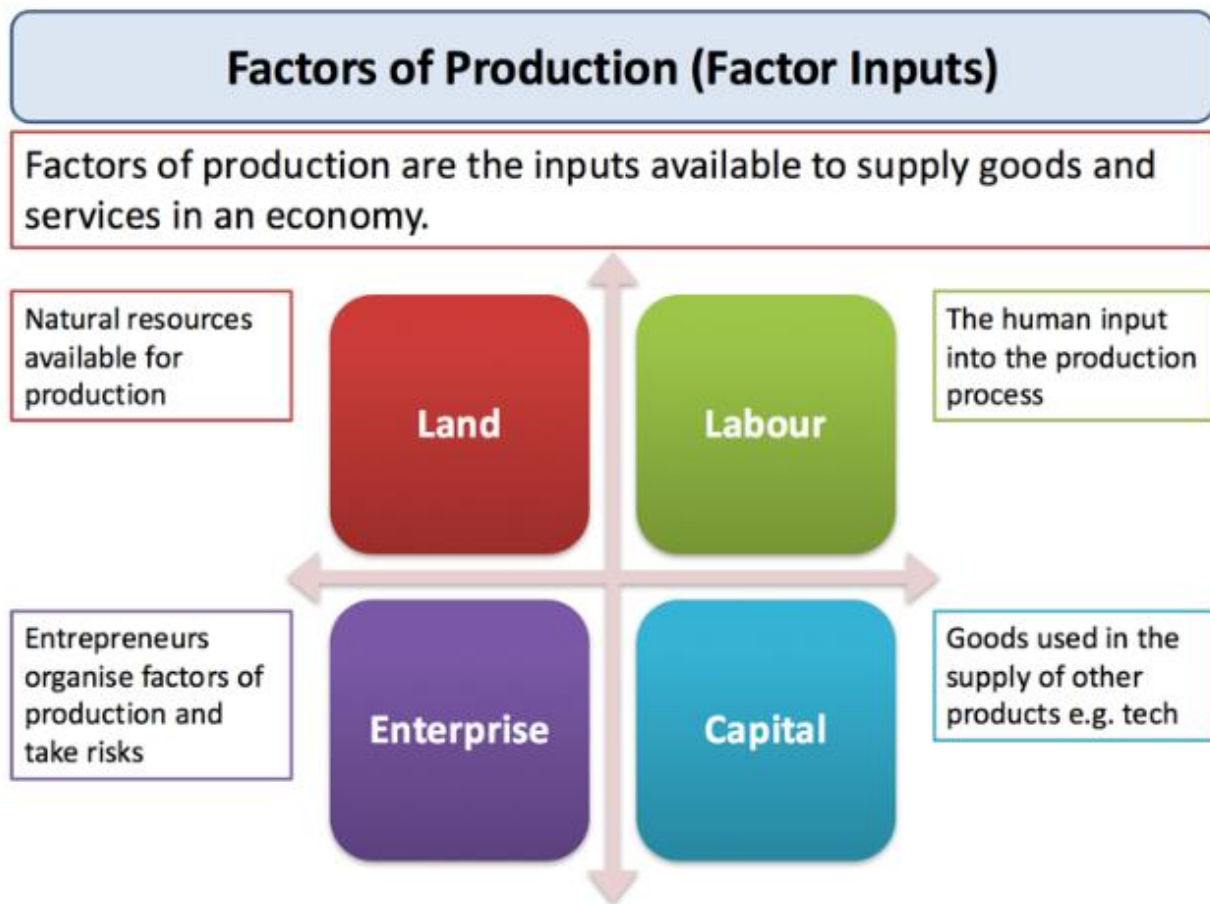 Factors of Production (Factor Inputs)
Factors of production are the inputs available to supply goods and
services in an economy.
Natural resources
available for
production
Land
Labour
The human input
into the production
process
Entrepreneurs
organise factors of
production and
take risks
Enterprise
Capital
Goods used in the
supply of other
products e.g. tech